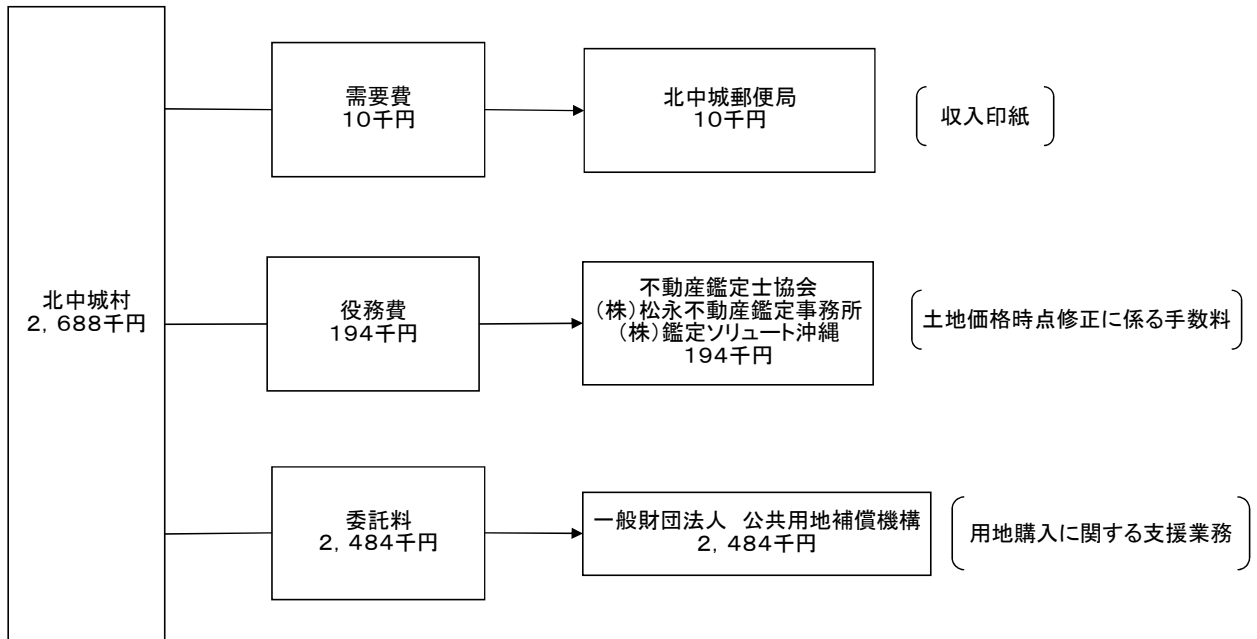 北中城村
2,688千円
需要費
10千円
北中城郵便局
10千円
収入印紙
役務費
194千円
不動産鑑定士協会
(株)松永不動産鑑定事務所
(株)鑑定ソリュート沖縄
194千円
土地価格時点修正に係る手数料
委託料
2,484千円
一般財団法人　公共用地補償機構
2,484千円
用地購入に関する支援業務